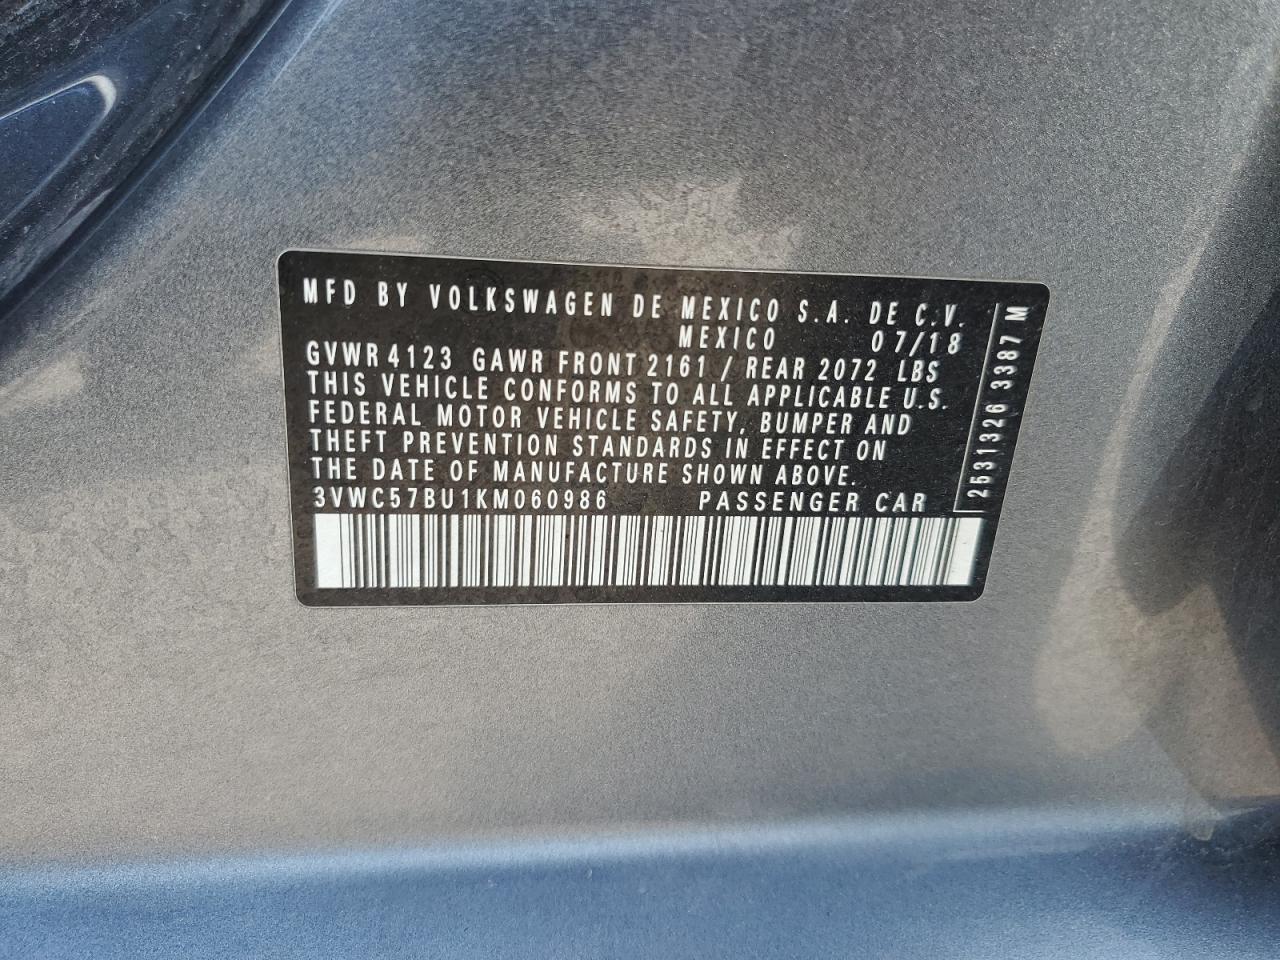 MFD BY VOLKSWAGEN DE MEXICO S.A. DE C.V.
MEXICO 07/18
GVWR 4123 GAWR FRONT 2161 / REAR 2072 LBS
THIS VEHICLE CONFORMS TO ALL APPLICABLE U.S.
FEDERAL MOTOR VEHICLE SAFETY, BUMPER AND
THEFT PREVENTION STANDARDS IN EFFECT ON
THE DATE OF MANUFACTURE SHOWN ABOVE.
3VWC57BU1KM060986 PASSENGER CAR
2531326 3387 M